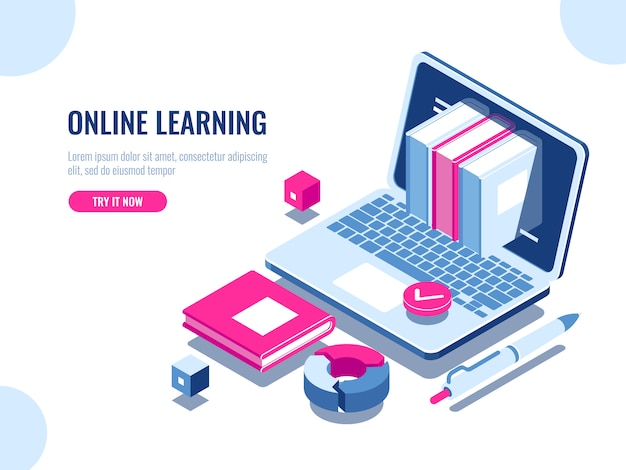 ONLINE LEARNING
Lorem ipsum dolor sit amet,
consectetur adipiscing elit, sed do
eiusmod tempor
TRY IT NOW